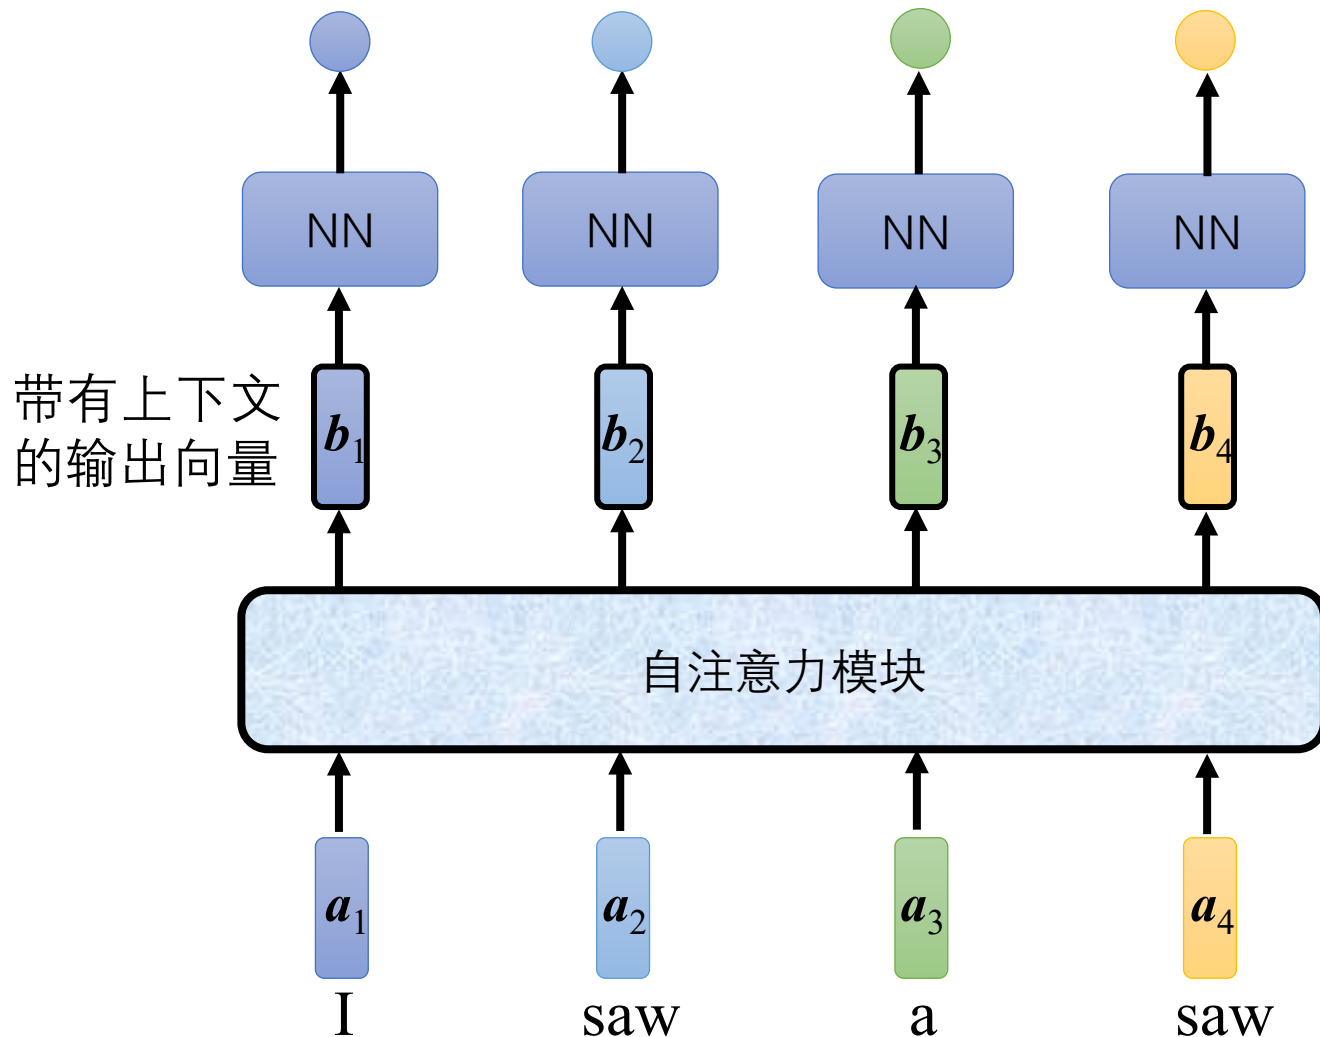 NN NN NN NN
带有上下文
的输出向量
b1 b2 b3 b4
自注意力模块
a1 a2 a3 a4
I saw a saw